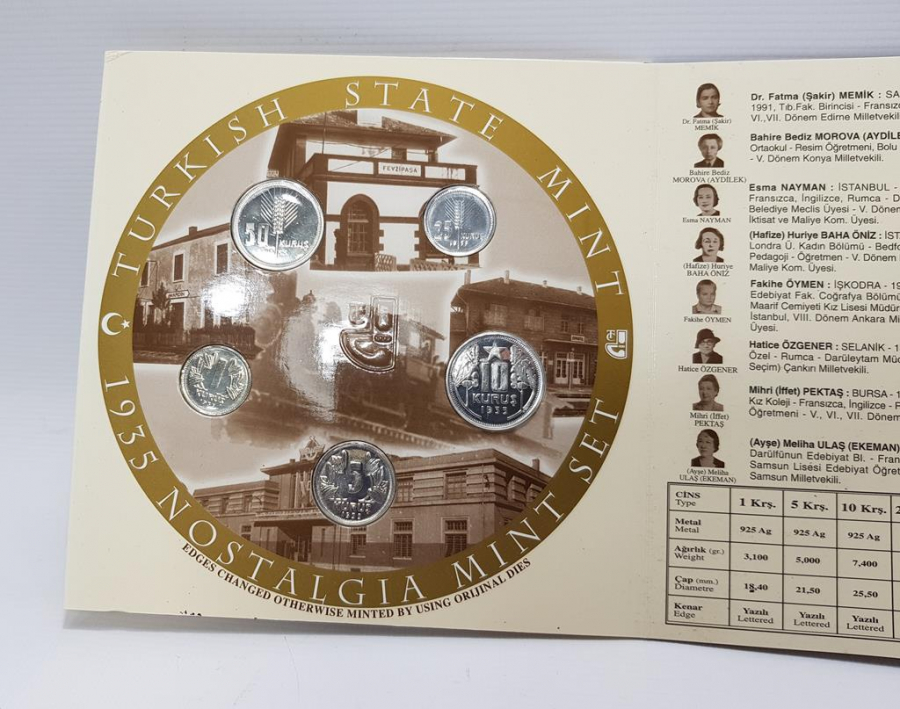 TURKISH STATE MINT
1935 NOSTALGIA MINT SET
EDGES CHANGED OTHERWISE MINTED BY USING ORIJINAL DIES
FEVZİPAŞA
50 KURUŞ
25
1
10
KURUŞ
5
KURUŞ
Dr. Fatma (Şakir)
MEMİK
Dr. Fatma (Şakir) MEMİK : SA
1991, Tıb.Fak. Birincisi - Fransızc
VI.,VII. Dönem Edirne Milletvekil
Bahire Bediz
MOROVA (AYDİLEK)
Bahire Bediz MOROVA (AYDİLE
Ortaokul - Resim Öğretmeni, Bolu
- V. Dönem Konya Milletvekili.
Esma NAYMAN
Esma NAYMAN : İSTANBUL -
Fransızca, İngilizce, Rumca - D
Belediye Meclis Üyesi - V. Döne
İktisat ve Maliye Kom. Üyesi.
(Hafize) Huriye
BAHA ÖNİZ
(Hafize) Huriye BAHA ÖNİZ : İST
Londra Ü. Kadın Bölümü - Bedfo
Pedagoji - Öğretmen - V. Dönem
Maliye Kom. Üyesi.
Fakihe ÖYMEN
Fakihe ÖYMEN : İŞKODRA - 19
Edebiyat Fak. Coğrafya Bölümü
Maarif Cemiyeti Kız Lisesi Müdür
İstanbul, VIII. Dönem Ankara Mi
Üyesi.
Hatice ÖZGENER
Hatice ÖZGENER : SELANİK - 1
Özel - Rumca - Darüleytam Müd
Seçim) Çankırı Milletvekili.
Mihri (İffet)
PEKTAŞ
Mihri (İffet) PEKTAŞ : BURSA - 1
Kız Koleji - Fransızca, İngilizce - R
Öğretmeni - V., VI., VII. Dönem
(Ayşe) Meliha
ULAŞ (EKEMAN)
(Ayşe) Meliha ULAŞ (EKEMAN)
Darülfünun Edebiyat Bl. - Fran
Samsun Lisesi Edebiyat Öğret
Samsun Milletvekili.
CİNS Type 1 Krş. 5 Krş. 10 Krş. 2
Metal Metal 925 Ag 925 Ag 925 Ag
Ağırlık (gr.) Weight 3,100 5,000 7,400
Çap (mm.) Diametre 18,40 21,50 25,50
Kenar Edge Yazılı Lettered Yazılı Lettered Yazılı Lettered